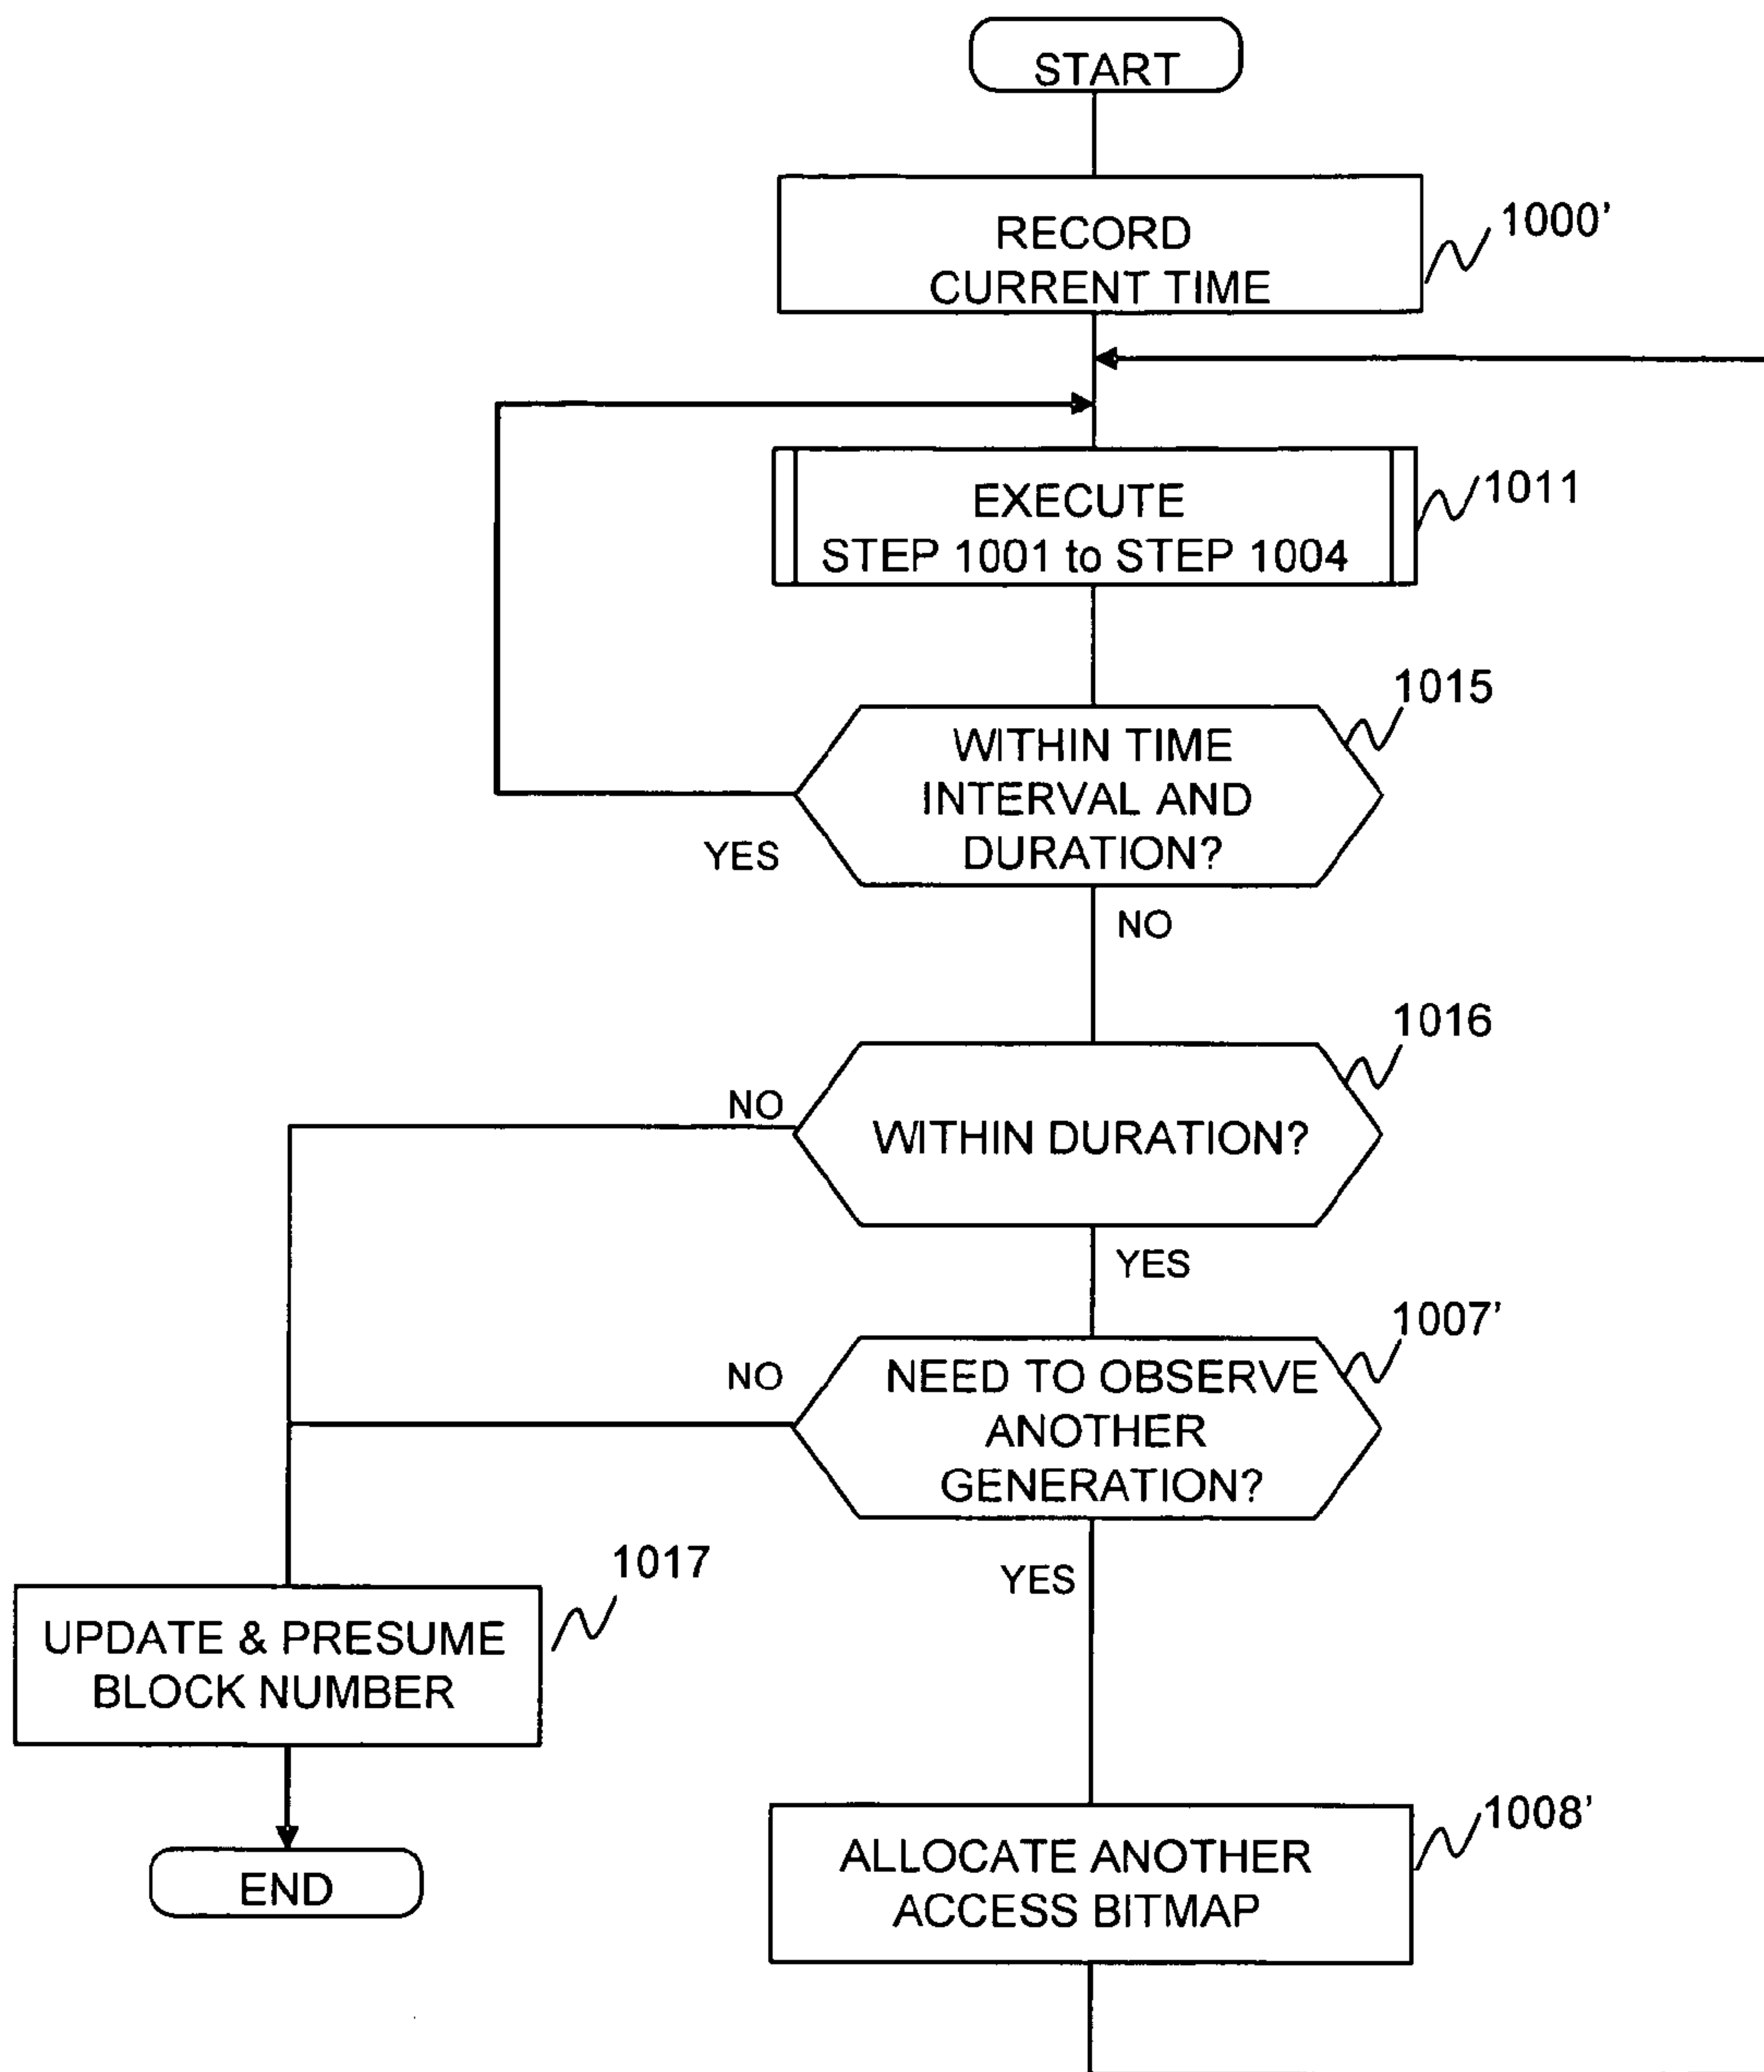 START
RECORD
CURRENT TIME
1000’
EXECUTE
STEP 1001 to STEP 1004
1011
WITHIN TIME
INTERVAL AND
DURATION?
1015
YES
NO
1016
WITHIN DURATION?
NO
YES
1007’
NEED TO OBSERVE
ANOTHER
GENERATION?
NO
YES
1017
UPDATE & PRESUME
BLOCK NUMBER
1008’
ALLOCATE ANOTHER
ACCESS BITMAP
END